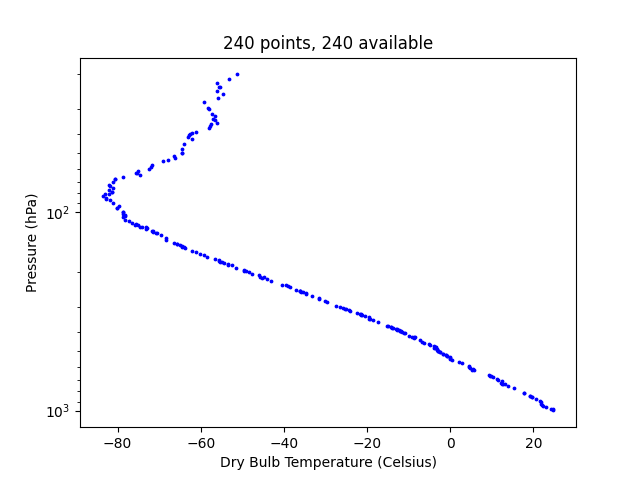 240 points, 240 available
Pressure (hPa)
10²
10³
−80 −60 −40 −20 0 20
Dry Bulb Temperature (Celsius)